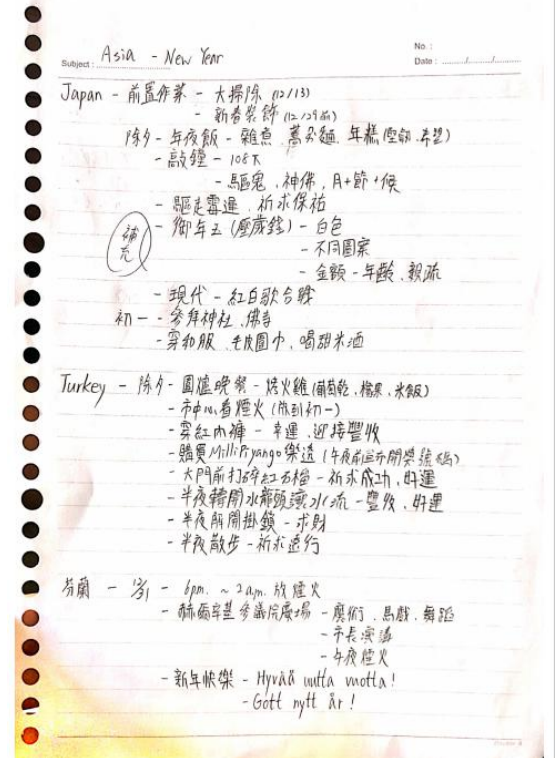 No :
Subject : Asia - New Year
Date : ....../....../......
Japan - 前置作業 - 大掃除 (12/13)
- 新春裝飾 (12/29前)
除夕 - 年夜飯 - 雜煮、蕎麥麵、年糕(堅韌、希望)
- 敲鐘 - 108下
- 驅鬼、神佛、月+節+候
- 驅走霉運、祈求保祐
補充
- 御年玉 (壓歲錢) - 白色
- 不同圖案
- 金額 - 年齡、親疏
- 現代 - 紅白歌合戰
初一 - 參拜神社、佛寺
- 穿和服、毛皮圍巾、喝甜米酒
Turkey - 除夕 - 圍爐晚餐 - 烤火雞 (葡萄乾、榛果、米飯)
- 市中心看煙火 (放到初一)
- 穿紅內褲 - 幸運、迎接豐收
- 購買MilliPiyango樂透 (午夜前宣布開獎號碼)
- 大門前打碎紅石榴 - 祈求成功、好運
- 半夜轉開水龍頭讓水流 - 豐收、好運
- 半夜解開掛鎖 - 求財
- 半夜散步 - 祈求遠行
芬蘭 - 12/31 - 6pm. ~ 2a.m. 放煙火
- 赫爾辛基參議院廣場 - 魔術、馬戲、舞蹈
- 市長演講
- 午夜煙火
- 新年快樂 - Hyvää uutta vuotta!
- Gott nytt år!